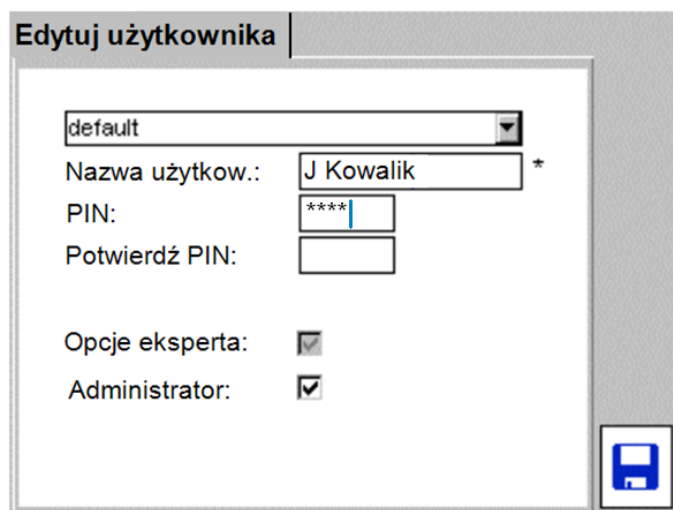 Edytuj użytkownika
default
Nazwa użytkow.: J Kowalik *
PIN: ****
Potwierdź PIN:
Opcje eksperta:
Administrator: